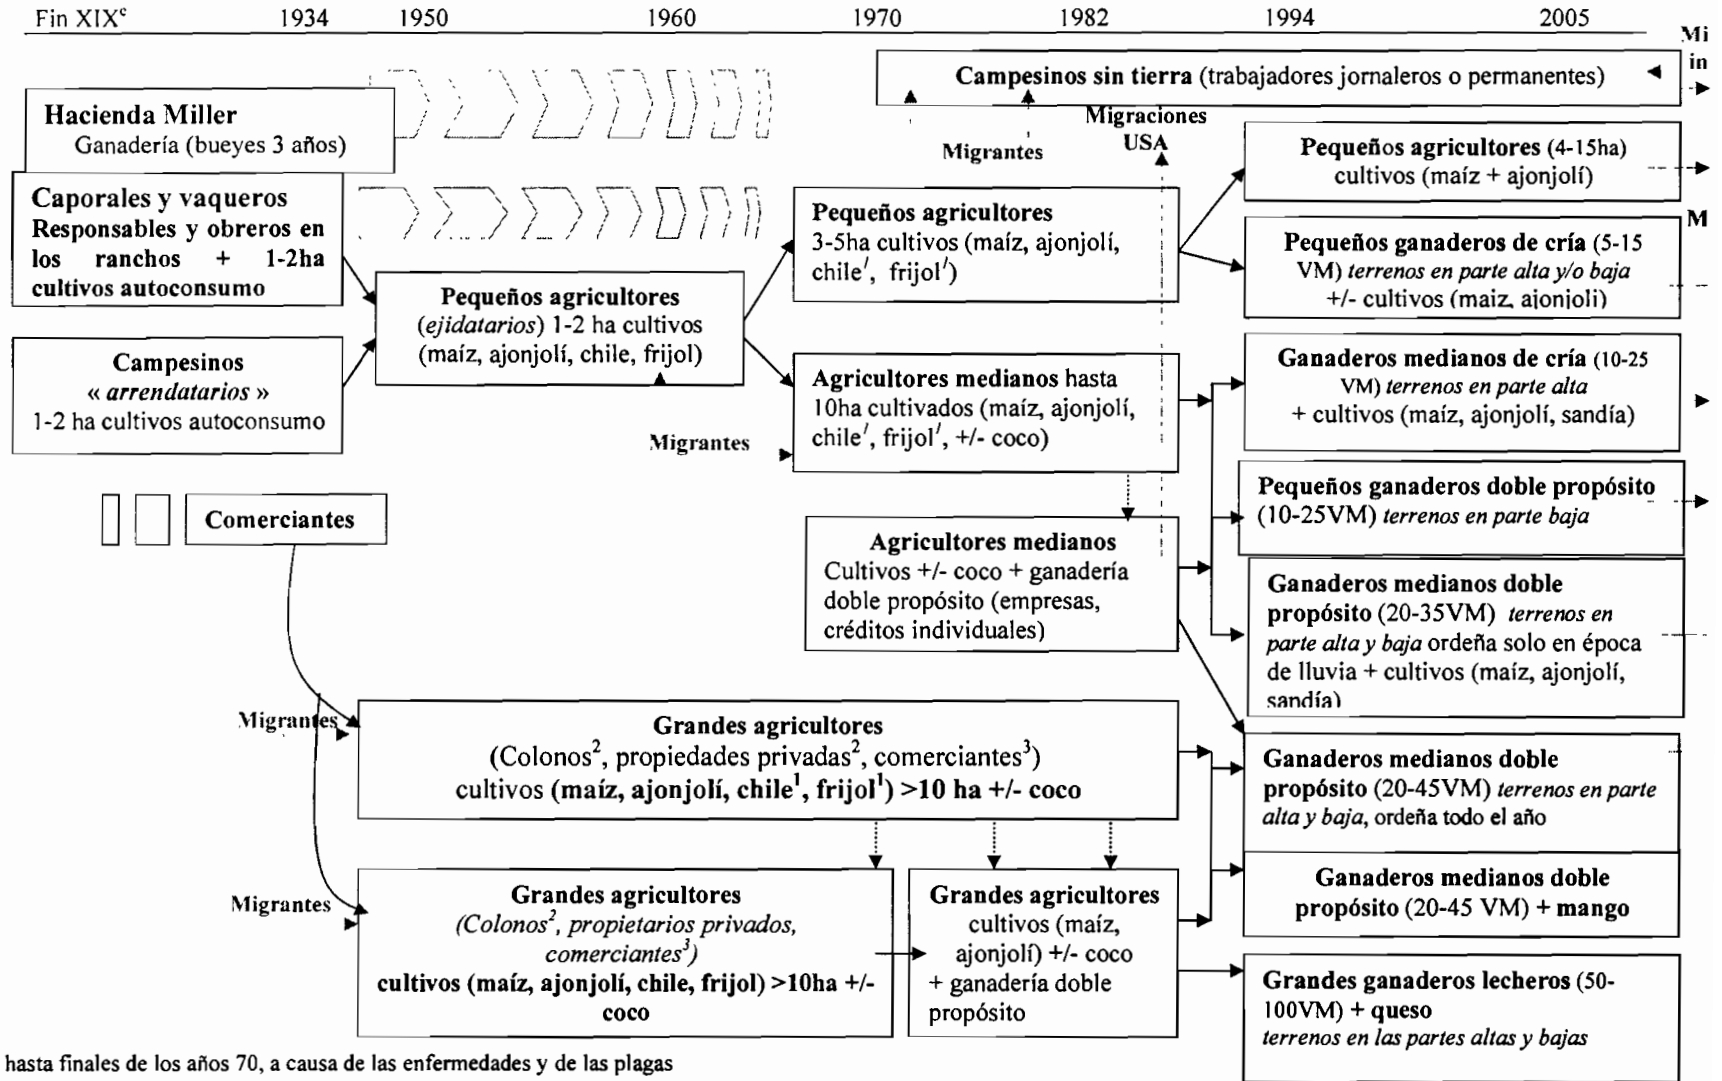 Fin XIXᶜ 1934 1950 1960 1970 1982 1994 2005
Mi
in
Campesinos sin tierra (trabajadores jornaleros o permanentes)
Hacienda Miller
Ganadería (bueyes 3 años)
Migraciones
USA
Migrantes
Pequeños agricultores (4-15ha)
cultivos (maíz + ajonjolí)
Caporales y vaqueros
Responsables y obreros en
los ranchos + 1-2ha
cultivos autoconsumo
Pequeños agricultores
3-5ha cultivos (maíz, ajonjolí,
chile¹, frijol¹)
M
Pequeños ganaderos de cría (5-15
VM) terrenos en parte alta y/o baja
+/- cultivos (maiz, ajonjoli)
Pequeños agricultores
(ejidatarios) 1-2 ha cultivos
(maíz, ajonjolí, chile, frijol)
Campesinos
« arrendatarios »
1-2 ha cultivos autoconsumo
Agricultores medianos hasta
10ha cultivados (maíz, ajonjolí,
chile¹, frijol¹, +/- coco)
Migrantes
Ganaderos medianos de cría (10-25
VM) terrenos en parte alta
+ cultivos (maíz, ajonjolí, sandía)
Comerciantes
Pequeños ganaderos doble propósito
(10-25VM) terrenos en parte baja
Agricultores medianos
Cultivos +/- coco + ganadería
doble propósito (empresas,
créditos individuales)
Ganaderos medianos doble
propósito (20-35VM) terrenos en
parte alta y baja ordeña solo en época
de lluvia + cultivos (maíz, ajonjolí,
sandía)
Migrantes
Grandes agricultores
(Colonos², propiedades privadas², comerciantes³)
cultivos (maíz, ajonjolí, chile¹, frijol¹) >10 ha +/- coco
Ganaderos medianos doble
propósito (20-45VM) terrenos en parte
alta y baja, ordeña todo el año
Migrantes
Grandes agricultores
(Colonos², propietarios privados,
comerciantes³)
cultivos (maíz, ajonjolí, chile, frijol) >10ha +/-
coco
Grandes agricultores
cultivos (maíz,
ajonjolí) +/- coco
+ ganadería doble
propósito
Ganaderos medianos doble
propósito (20-45 VM) + mango
Grandes ganaderos lecheros (50-
100VM) + queso
terrenos en las partes altas y bajas
hasta finales de los años 70, a causa de las enfermedades y de las plagas